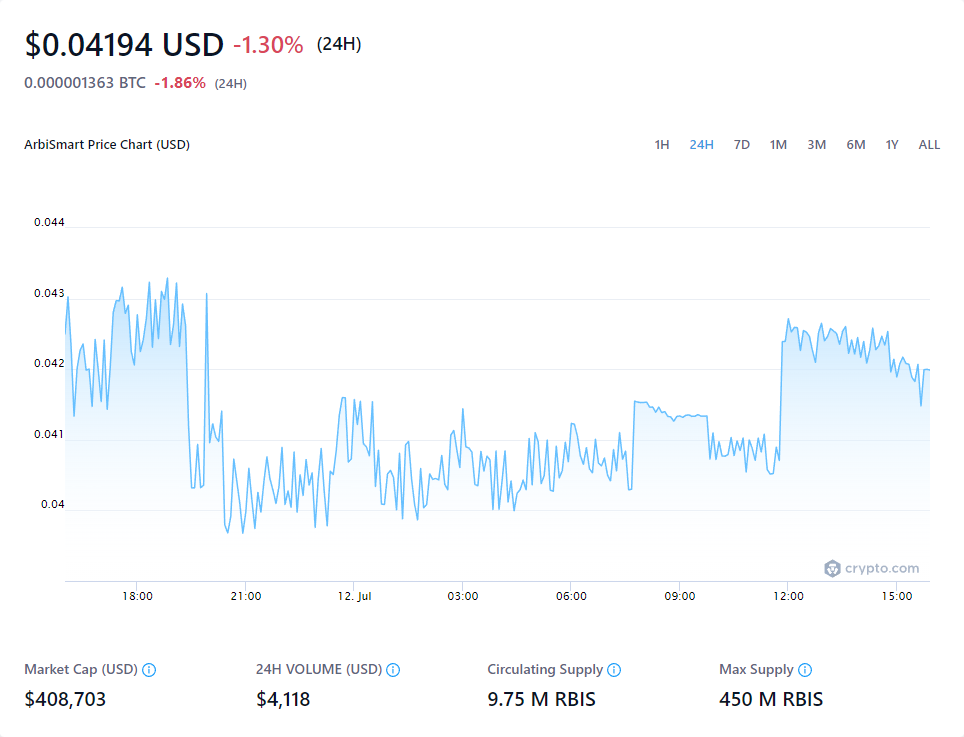 $0.04194 USD -1.30% (24H)
0.000001363 BTC -1.86% (24H)
ArbiSmart Price Chart (USD) 1H 24H 7D 1M 3M 6M 1Y ALL
0.044
0.043
0.042
0.041
0.04
crypto.com
18:00 21:00 12. Jul 03:00 06:00 09:00 12:00 15:00
Market Cap (USD) 24H VOLUME (USD) Circulating Supply Max Supply
$408,703 $4,118 9.75 M RBIS 450 M RBIS